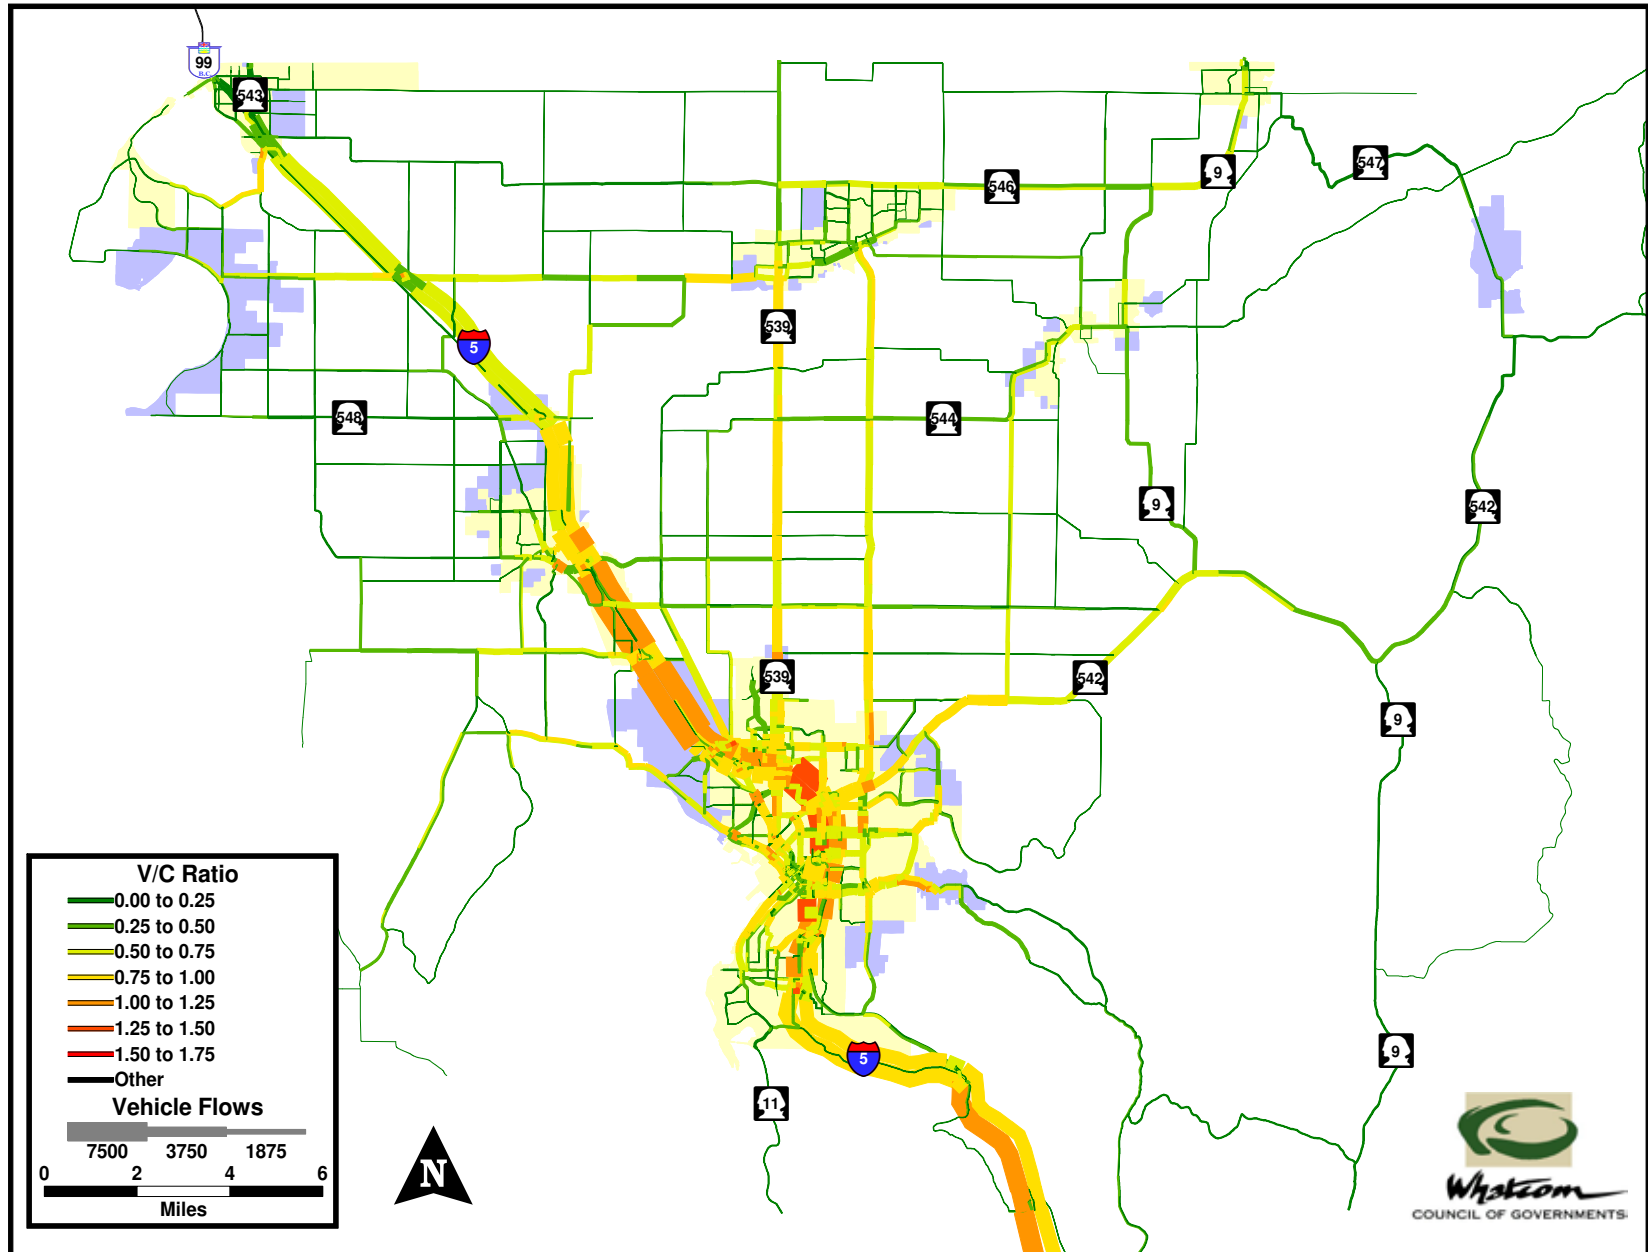 99
B.C.
543
547
9
546
539
5
548
544
9
542
539
542
9
V/C Ratio
0.00 to 0.25
0.25 to 0.50
0.50 to 0.75
0.75 to 1.00
1.00 to 1.25
1.25 to 1.50
1.50 to 1.75
Other
Vehicle Flows
7500 3750 1875
0 2 4 6
Miles
N
11
5
9
Whatcom
COUNCIL OF GOVERNMENTS